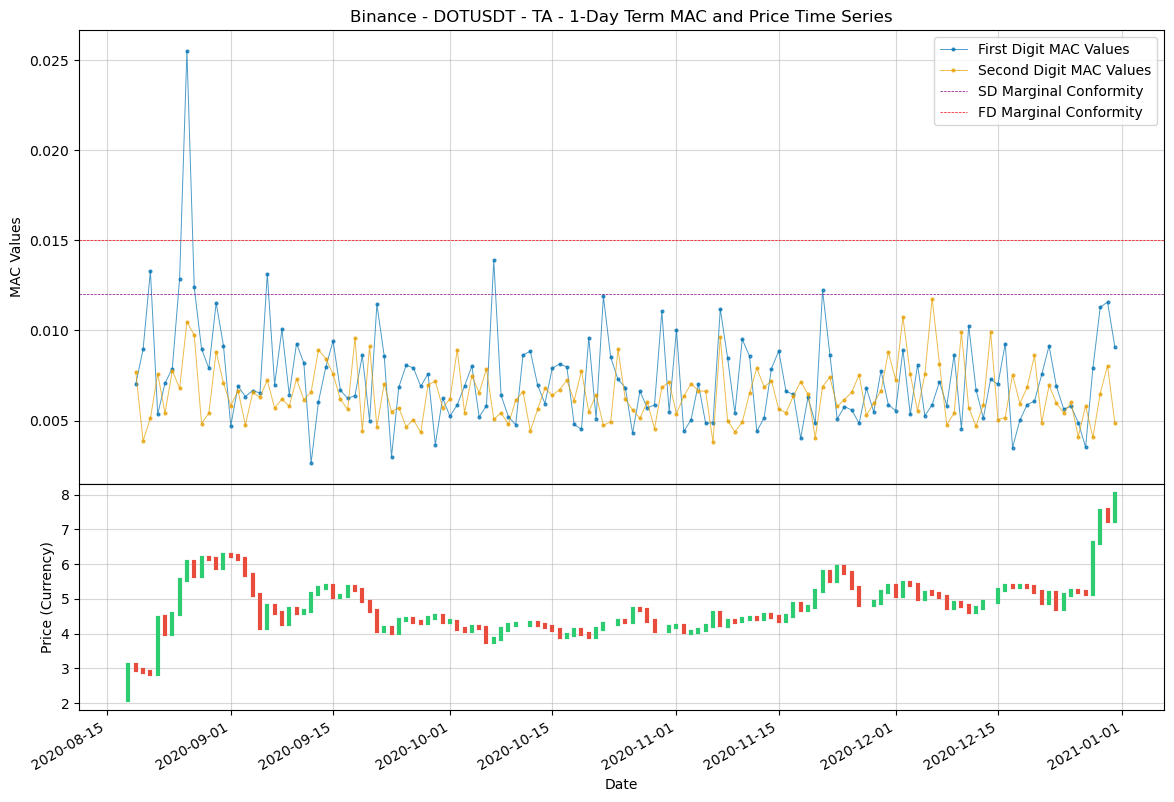 Binance - DOTUSDT - TA - 1-Day Term MAC and Price Time Series
First Digit MAC Values
Second Digit MAC Values
SD Marginal Conformity
FD Marginal Conformity
MAC Values
0.025
0.020
0.015
0.010
0.005
Price (Currency)
8
7
6
5
4
3
2
2020-08-15
2020-09-01
2020-09-15
2020-10-01
2020-10-15
2020-11-01
2020-11-15
2020-12-01
2020-12-15
2021-01-01
Date